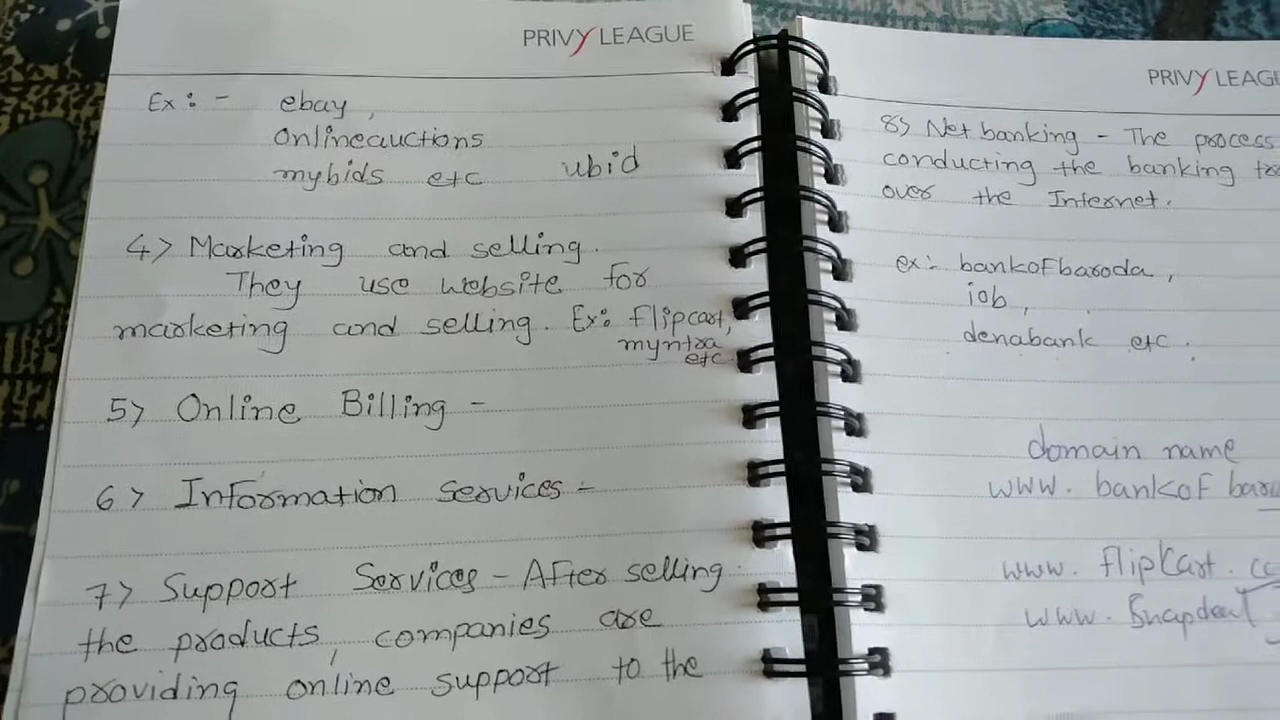 PRIVY LEAGUE
Ex:- ebay,
onlineauctions
mybids etc ubid
4> Marketing and selling.
They use website for
marketing and selling. Ex: Flipcart,
myntra
etc
5> Online Billing -
6> Information services -
7> Support Services - After selling
the products, companies are
providing online support to the
PRIVY LEAGUE
8> Net banking - The process
conducting the banking
over the Internet.
ex: bankofbaroda,
iob,
denabank etc.
domain name
www. bankof
www. flipkart.
www. Snapdeal